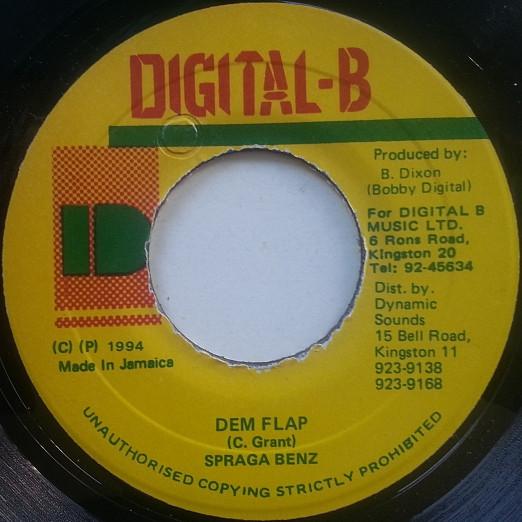 DIGITAL-B
Produced by:
B. Dixon
(Bobby Digital)
For DIGITAL B
MUSIC LTD.
6 Rons Road,
Kingston 20
Tel: 92-45634
Dist. by.
Dynamic
Sounds
15 Bell Road,
Kingston 11
923-9138
923-9168
ID
(C) (P) 1994
Made In Jamaica
DEM FLAP
(C. Grant)
SPRAGA BENZ
UNAUTHORISED COPYING STRICTLY PROHIBITED